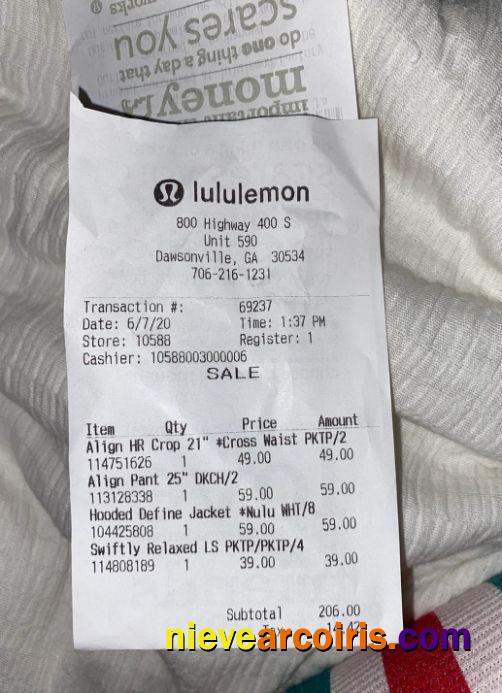 works
scares you
do one thing a day that
money
important
lululemon
800 Highway 400 S
Unit 590
Dawsonville, GA 30534
706-216-1231
Transaction #: 69237
Date: 6/7/20 Time: 1:37 PM
Store: 10588 Register: 1
Cashier: 10588003000006
SALE
Item Qty Price Amount
Align HR Crop 21" *Cross Waist PKTP/2
114751626 1 49.00 49.00
Align Pant 25" DKCH/2
113128338 1 59.00 59.00
Hooded Define Jacket *Nulu WHT/8
104425808 1 59.00 59.00
Swiftly Relaxed LS PKTP/PKTP/4
114808189 1 39.00 39.00
Subtotal 206.00
Tax 14.42
nievearcoiris.com